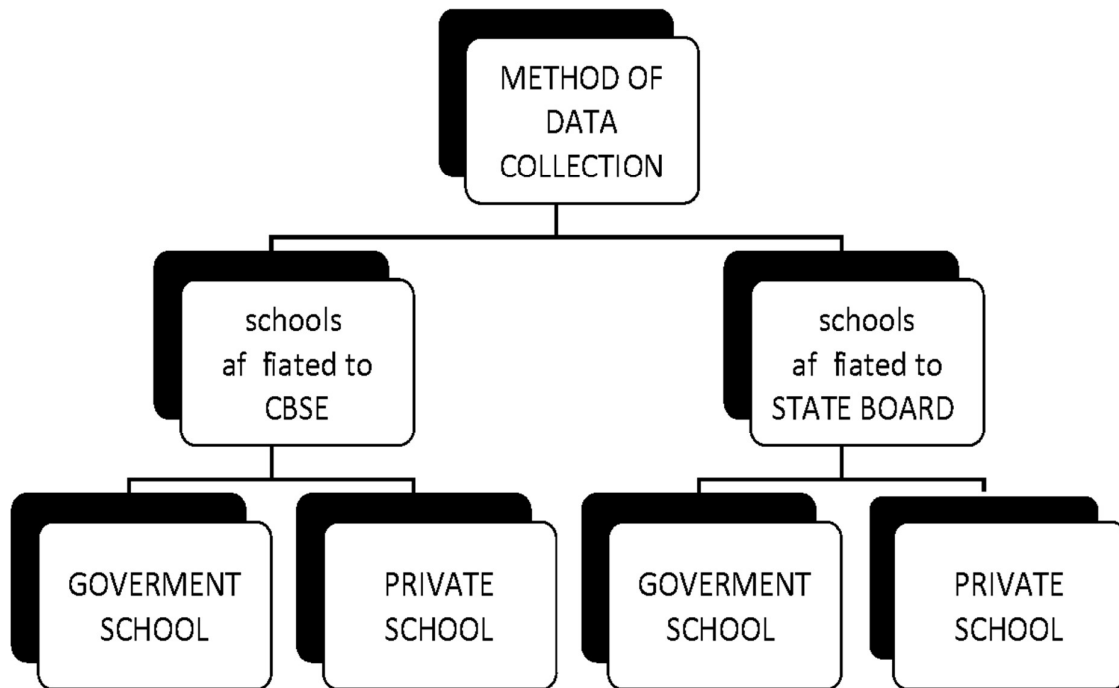 METHOD OF
DATA
COLLECTION
schools
af fiated to
CBSE
schools
af fiated to
STATE BOARD
GOVERMENT
SCHOOL
PRIVATE
SCHOOL
GOVERMENT
SCHOOL
PRIVATE
SCHOOL